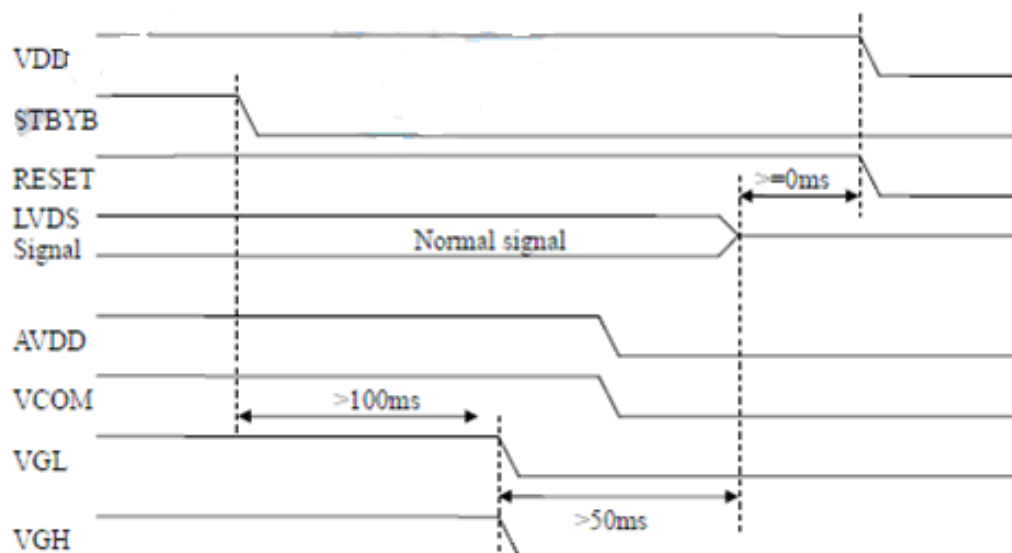 VDD
STBYB
RESET
>=0ms
LVDS
Signal
Normal signal
AVDD
VCOM
>100ms
VGL
>50ms
VGH